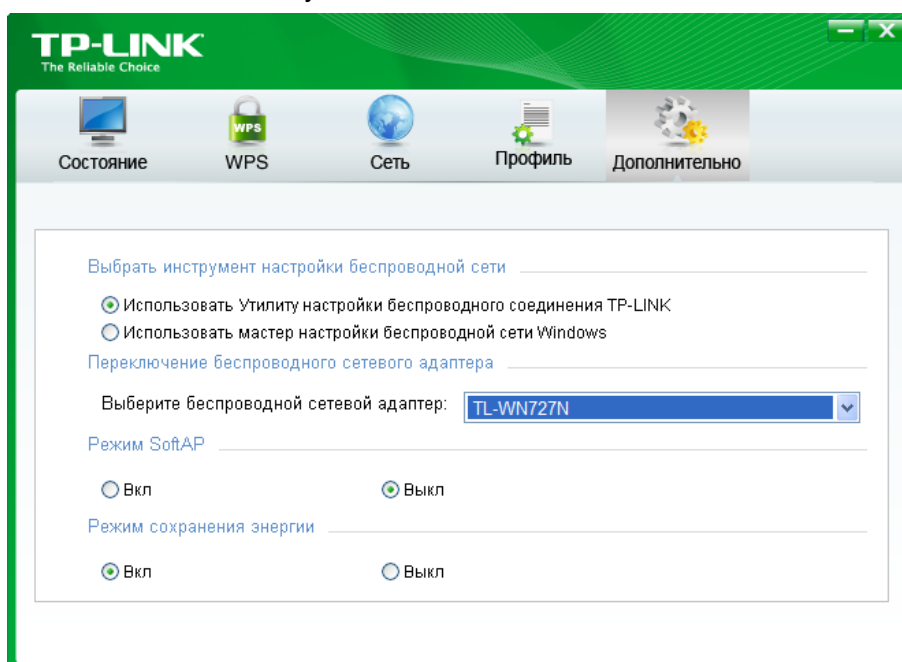 TP-LINK
The Reliable Choice
WPS
Состояние
WPS
Сеть
Профиль
Дополнительно
Выбрать инструмент настройки беспроводной сети
Использовать Утилиту настройки беспроводного соединения TP-LINK
Использовать мастер настройки беспроводной сети Windows
Переключение беспроводного сетевого адаптера
Выберите беспроводной сетевой адаптер: TL-WN727N
Режим SoftAP
Вкл Выкл
Режим сохранения энергии
Вкл Выкл